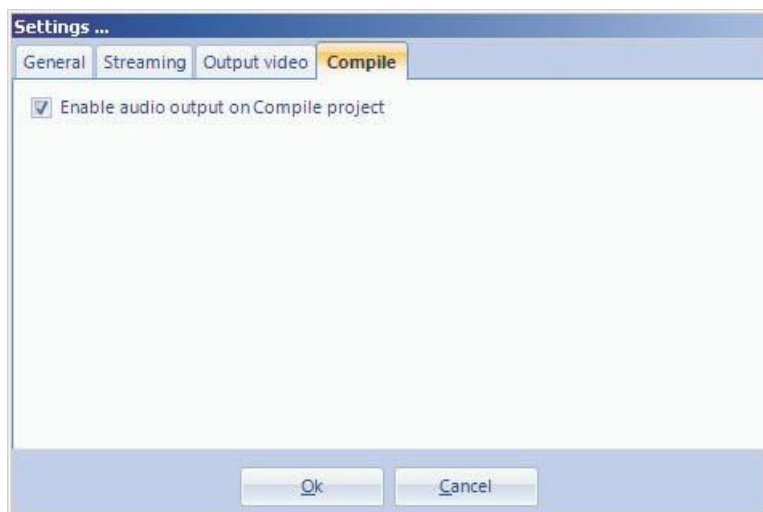 Settings ...
General Streaming Output video Compile
Enable audio output on Compile project
Ok Cancel